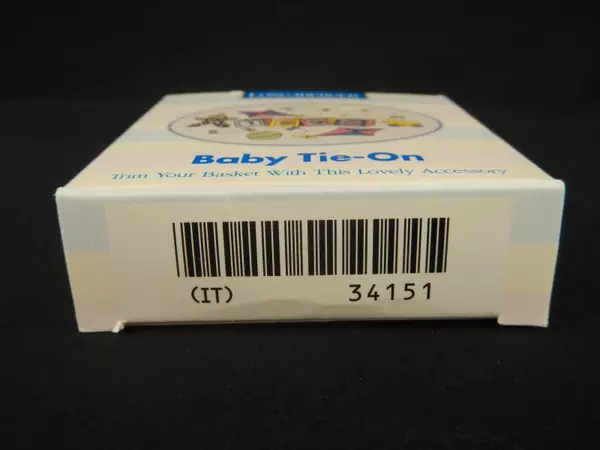 Baby Tie-On
Trim Your Basket With This Lovely Accessory
(IT) 34151